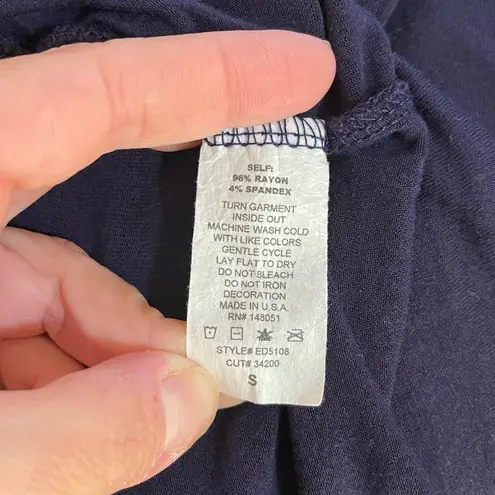 SELF:
96% RAYON
4% SPANDEX
TURN GARMENT
INSIDE OUT
MACHINE WASH COLD
WITH LIKE COLORS
GENTLE CYCLE
LAY FLAT TO DRY
DO NOT BLEACH
DO NOT IRON
DECORATION
MADE IN U.S.A.
RN# 148051
STYLE# ED5108
CUT# 34200
S